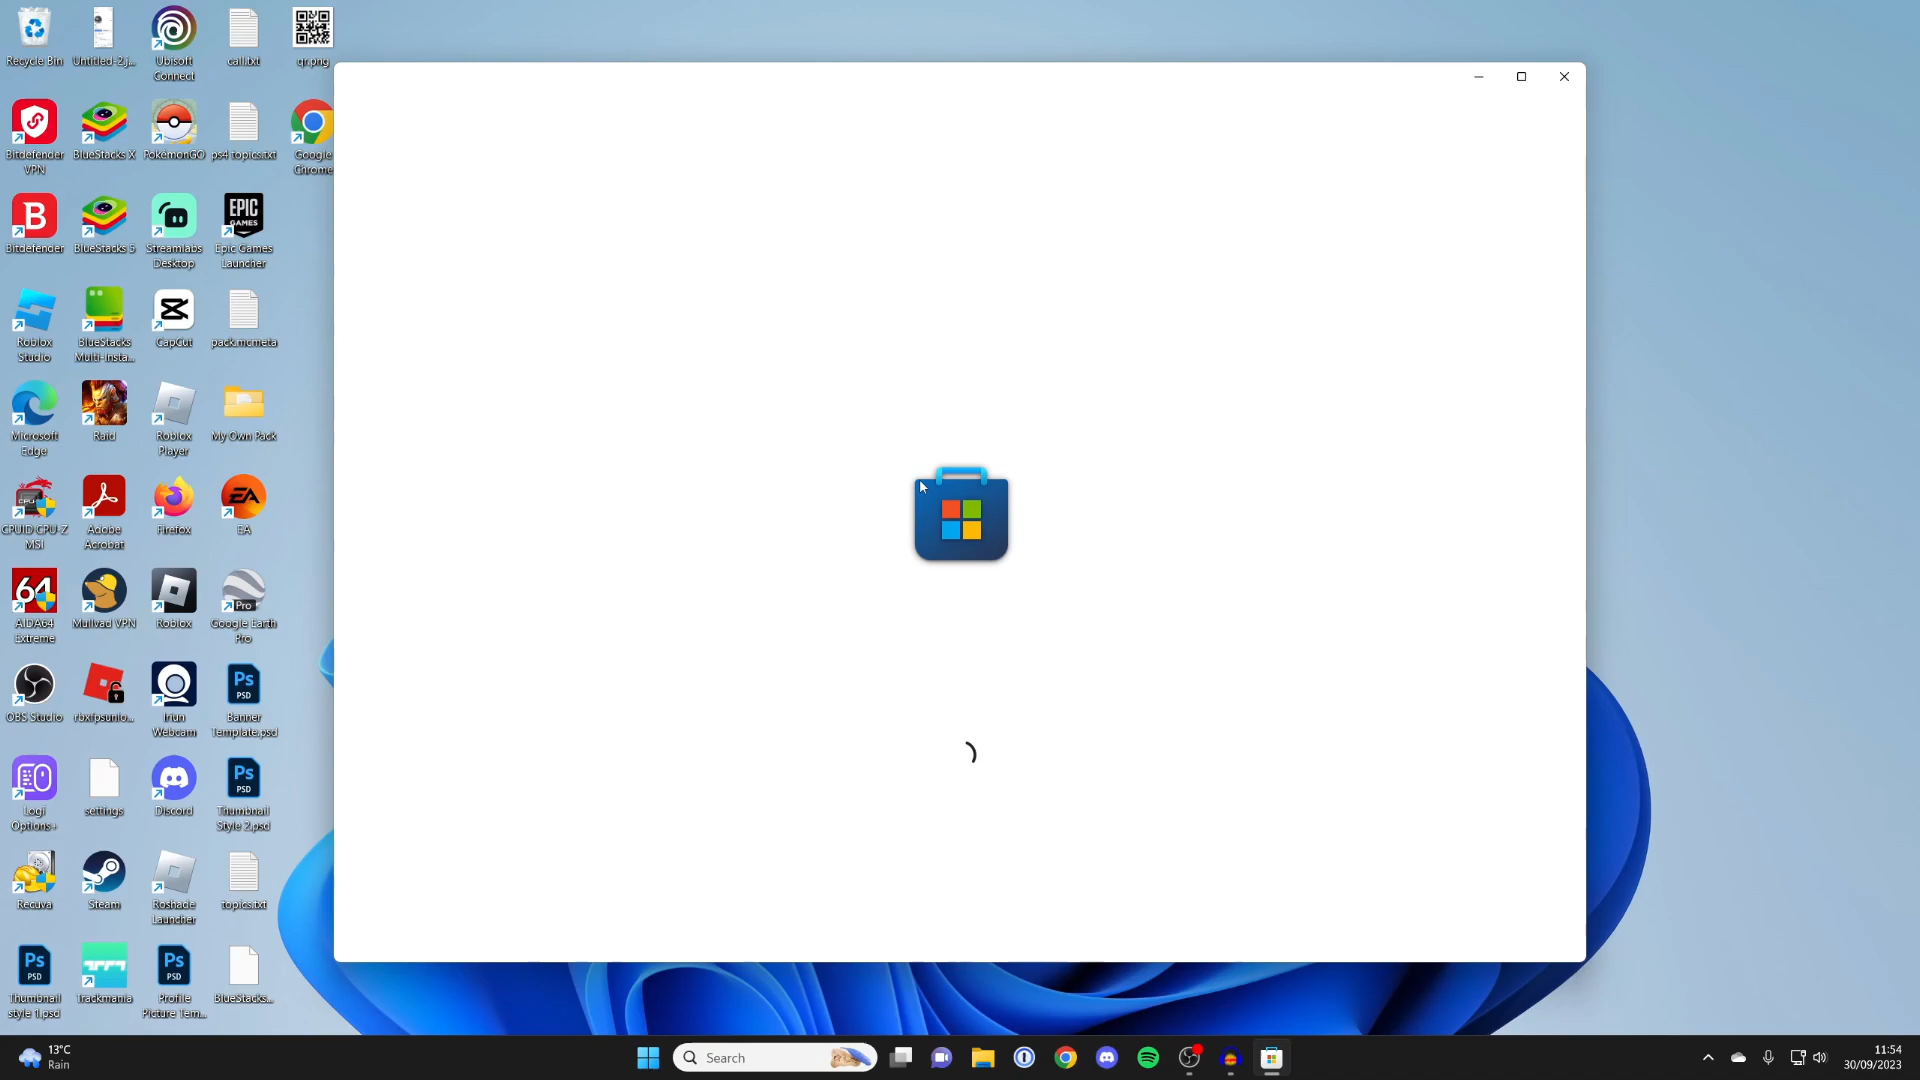 Recycle Bin
Untitled-2.j...
Ubisoft
Connect
call.txt
qr.png
Bitdefender
VPN
BlueStacks X
PokemonGO
ps4 topics.txt
Google
Chrome
B
Bitdefender
BlueStacks 5
Streamlabs
Desktop
EPIC
GAMES
Epic Games
Launcher
Roblox
Studio
BlueStacks
Multi-Insta...
CapCut
pack.mcmeta
Microsoft
Edge
Raid
Roblox
Player
My Own Pack
CPU
CPUID CPU-Z
MSI
Adobe
Acrobat
Firefox
EA
EA
64
AIDA64
Extreme
Mullvad VPN
Roblox
Pro
Google Earth
Pro
OBS Studio
rbxfpsunlo...
Iriun
Webcam
Ps
PSD
Banner
Template.psd
Logi
Options+
settings
Discord
Ps
PSD
Thumbnail
Style 2.psd
Recuva
Steam
Roshade
Launcher
topics.txt
Ps
PSD
Thumbnail
style 1.psd
Trackmania
Ps
PSD
Profile
Picture Tem...
BlueStacks...
13°C
Rain
Search
11:54
30/09/2023